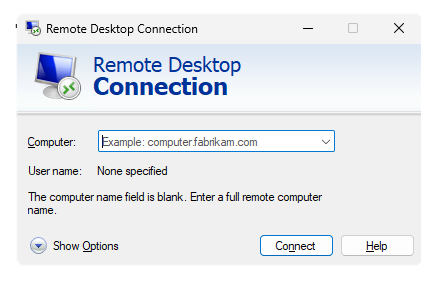 Remote Desktop Connection
Remote Desktop
Connection
Computer: Example: computer.fabrikam.com
User name: None specified
The computer name field is blank. Enter a full remote computer
name.
Show Options Connect Help